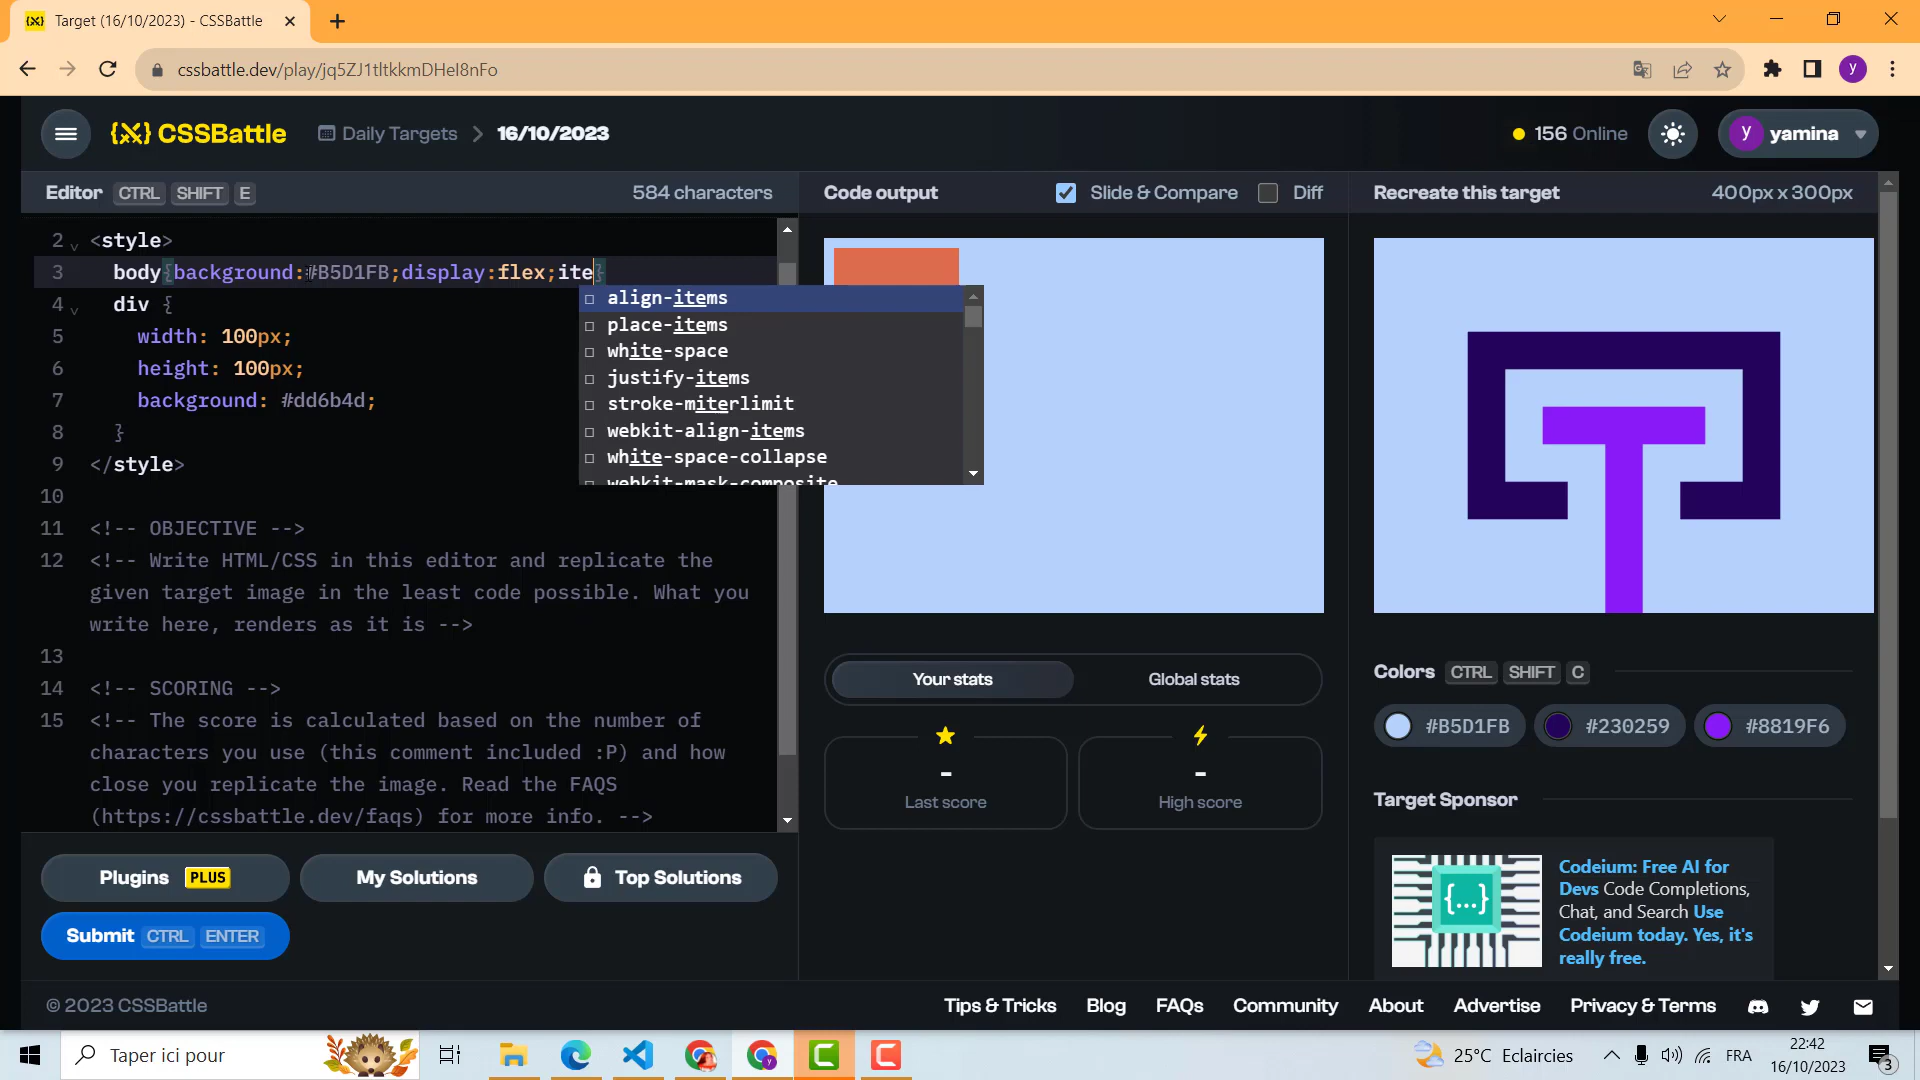 Target (16/10/2023) - CSSBattle
cssbattle.dev/play/jq5ZJ1tltkkmDHeI8nFo
y
CSSBattle
Daily Targets
16/10/2023
156 Online
y
yamina
Editor CTRL SHIFT E
584 characters
Code output
Slide & Compare
Diff
Recreate this target
400px x 300px
2 <style>
3 body{background:#B5D1FB;display:flex;ite}
4 div {
5 width: 100px;
6 height: 100px;
7 background: #dd6b4d;
8 }
9 </style>
10
11 <!-- OBJECTIVE -->
12 <!-- Write HTML/CSS in this editor and replicate the
given target image in the least code possible. What you
write here, renders as it is -->
13
14 <!-- SCORING -->
15 <!-- The score is calculated based on the number of
characters you use (this comment included :P) and how
close you replicate the image. Read the FAQS
(https://cssbattle.dev/faqs) for more info. -->
align-items
place-items
white-space
justify-items
stroke-miterlimit
webkit-align-items
white-space-collapse
webkit-mask-composite
Your stats
Global stats
-
Last score
-
High score
Colors CTRL SHIFT C
#B5D1FB
#230259
#8819F6
Target Sponsor
{...}
Codeium: Free AI for
Devs Code Completions,
Chat, and Search Use
Codeium today. Yes, it's
really free.
Plugins PLUS
My Solutions
Top Solutions
Submit CTRL ENTER
© 2023 CSSBattle
Tips & Tricks
Blog
FAQs
Community
About
Advertise
Privacy & Terms
Taper ici pour
25°C Eclaircies
FRA
22:42
16/10/2023
3